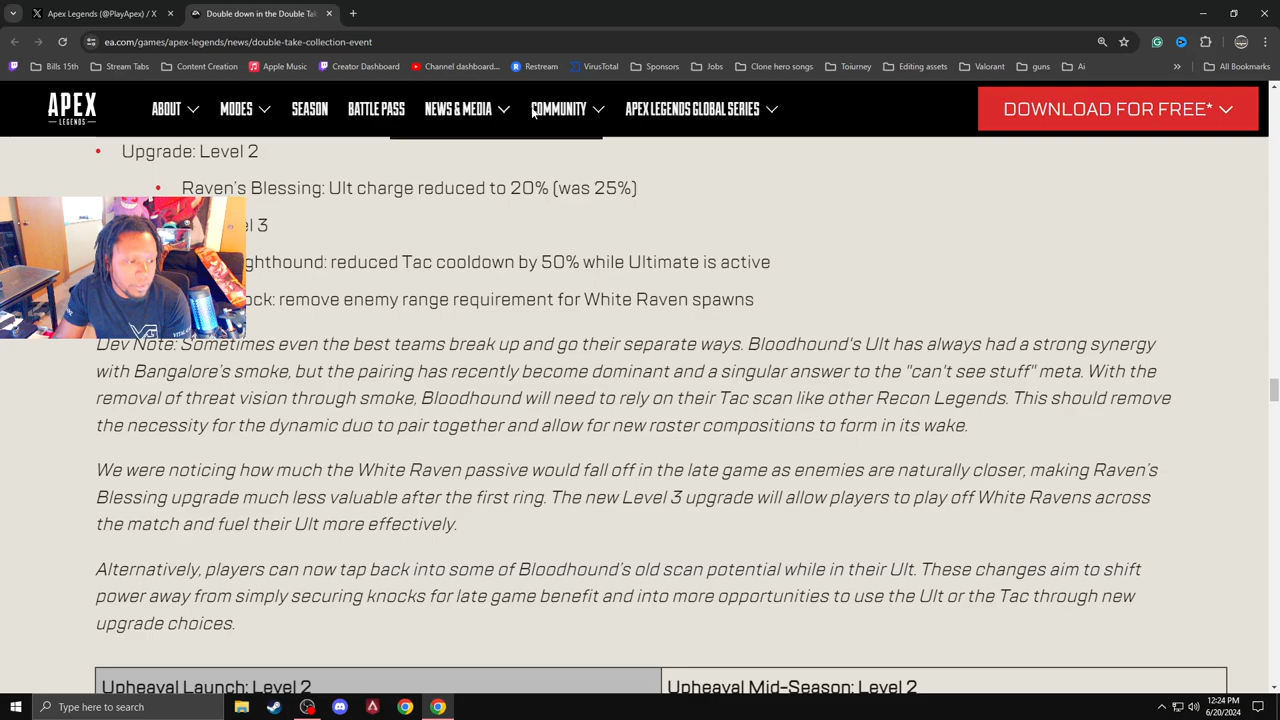 Apex Legends (@PlayApex) / X
Double down in the Double Tak
ea.com/games/apex-legends/news/double-take-collection-event
Bills 15th
Stream Tabs
Content Creation
Apple Music
Creator Dashboard
Channel dashboard...
Restream
VirusTotal
Sponsors
Jobs
Clone hero songs
Toiurney
Editing assets
Valorant
guns
Ai
»
All Bookmarks
APEX
LEGENDS
ABOUT
MODES
SEASON
BATTLE PASS
NEWS & MEDIA
COMMUNITY
APEX LEGENDS GLOBAL SERIES
DOWNLOAD FOR FREE*
• Upgrade: Level 2
• Raven's Blessing: Ult charge reduced to 20% (was 25%)
el 3
ghthound: reduced Tac cooldown by 50% while Ultimate is active
ock: remove enemy range requirement for White Raven spawns
Dev Note: Sometimes even the best teams break up and go their separate ways. Bloodhound's Ult has always had a strong synergy
with Bangalore's smoke, but the pairing has recently become dominant and a singular answer to the "can't see stuff" meta. With the
removal of threat vision through smoke, Bloodhound will need to rely on their Tac scan like other Recon Legends. This should remove
the necessity for the dynamic duo to pair together and allow for new roster compositions to form in its wake.
We were noticing how much the White Raven passive would fall off in the late game as enemies are naturally closer, making Raven's
Blessing upgrade much less valuable after the first ring. The new Level 3 upgrade will allow players to play off White Ravens across
the match and fuel their Ult more effectively.
Alternatively, players can now tap back into some of Bloodhound's old scan potential while in their Ult. These changes aim to shift
power away from simply securing knocks for late game benefit and into more opportunities to use the Ult or the Tac through new
upgrade choices.
Upheaval Launch: Level 2
Upheaval Mid-Season: Level 2
Type here to search
12:24 PM
6/20/2024